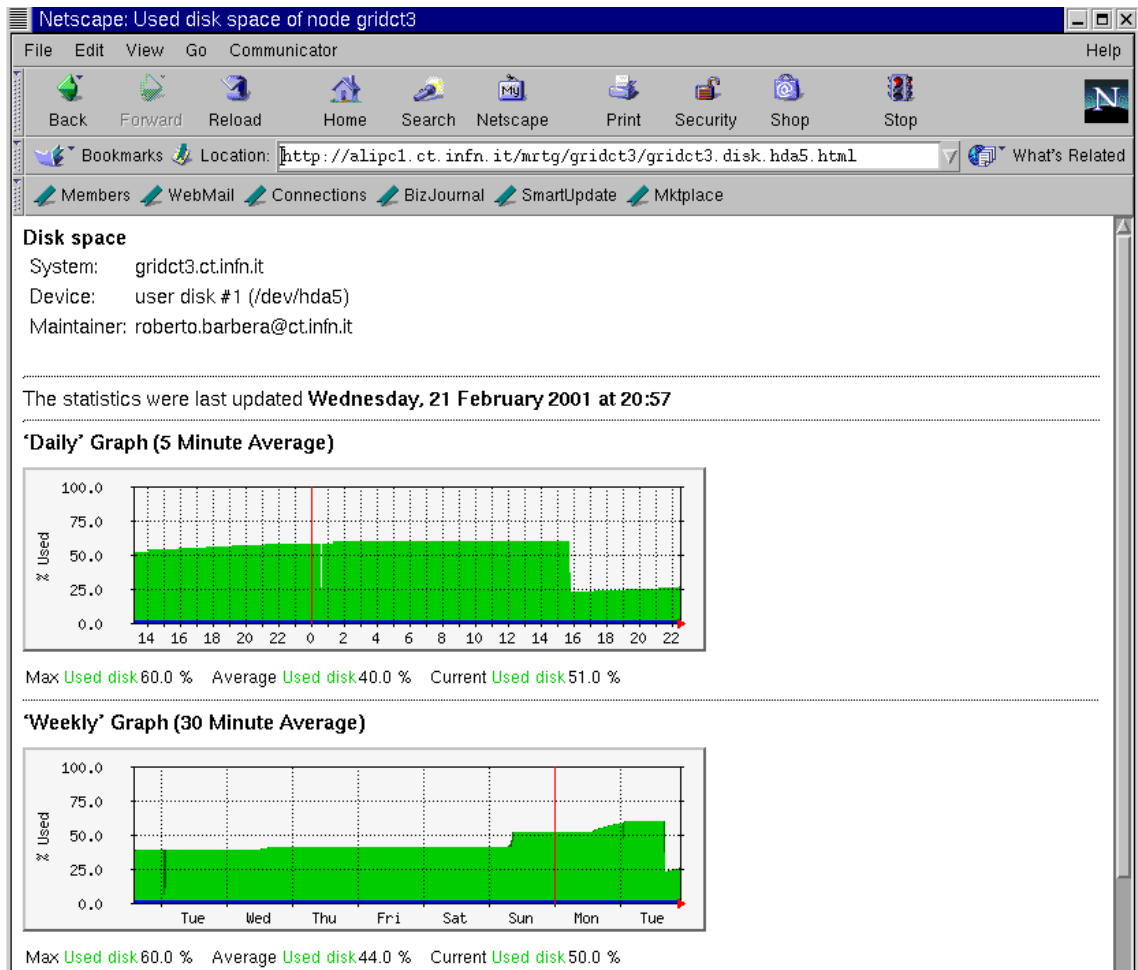 Netscape: Used disk space of node gridct3
File Edit View Go Communicator Help
Back Forward Reload Home Search Netscape Print Security Shop Stop
My
N
Bookmarks Location: http://alipc1.ct.infn.it/mrtg/gridct3/gridct3.disk.hda5.html What's Related
Members WebMail Connections BizJournal SmartUpdate Mktplace
Disk space
System: gridct3.ct.infn.it
Device: user disk #1 (/dev/hda5)
Maintainer: roberto.barbera@ct.infn.it
The statistics were last updated Wednesday, 21 February 2001 at 20:57
'Daily' Graph (5 Minute Average)
% Used
100.0
75.0
50.0
25.0
0.0
14 16 18 20 22 0 2 4 6 8 10 12 14 16 18 20 22
Max Used disk 60.0 % Average Used disk 40.0 % Current Used disk 51.0 %
'Weekly' Graph (30 Minute Average)
% Used
100.0
75.0
50.0
25.0
0.0
Tue Wed Thu Fri Sat Sun Mon Tue
Max Used disk 60.0 % Average Used disk 44.0 % Current Used disk 50.0 %